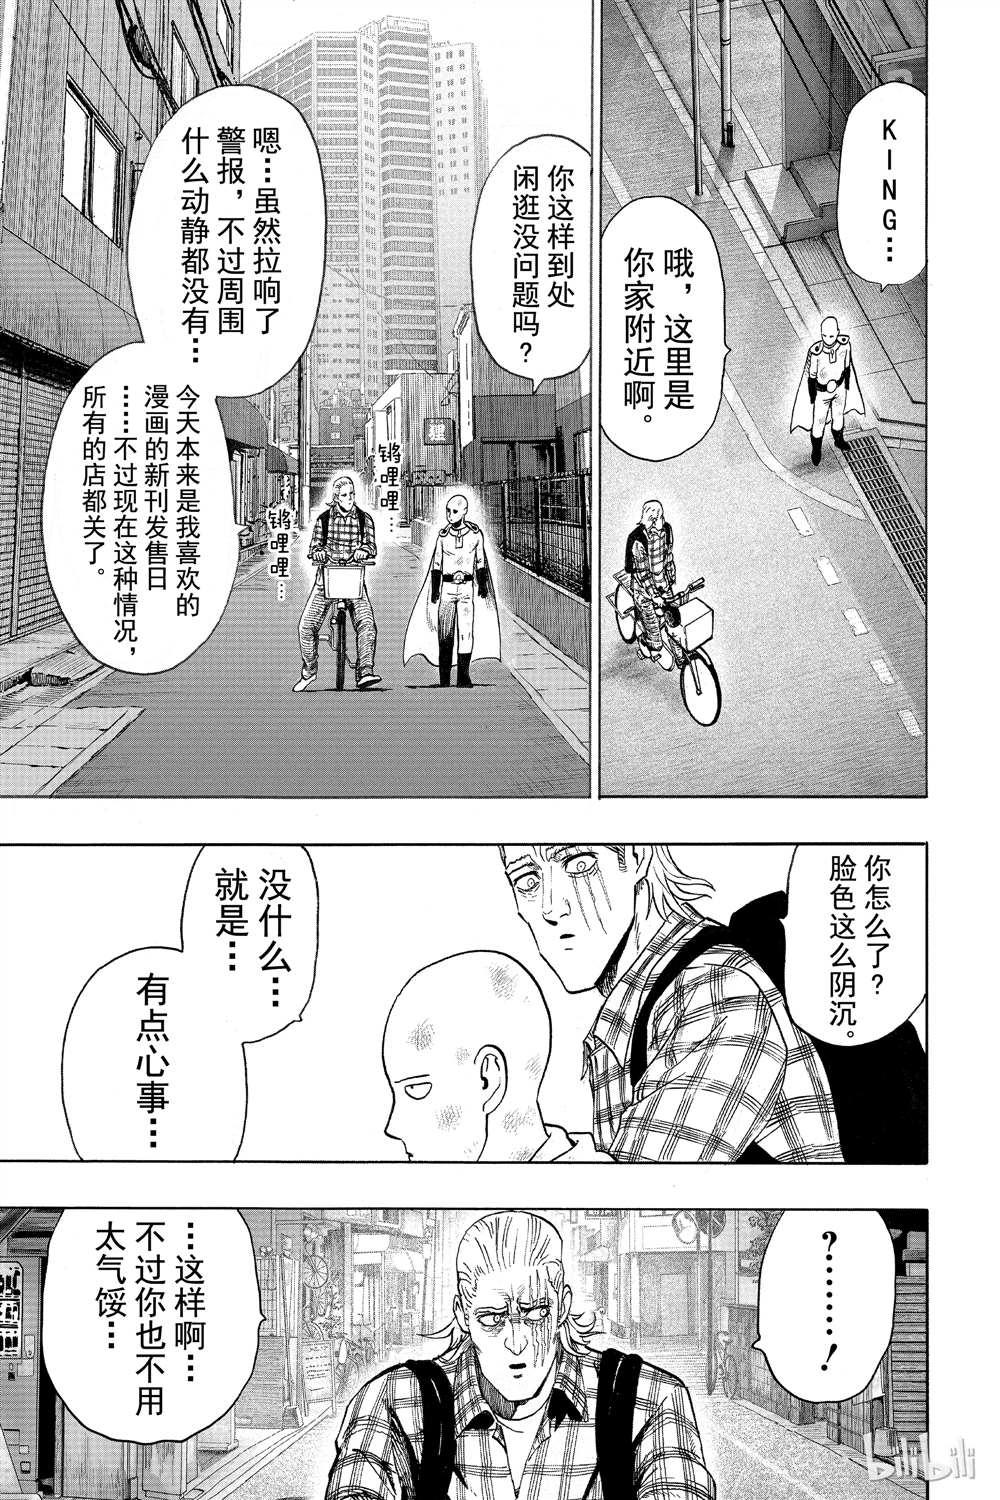 KING…
哦，这里是
你家附近啊。
你这样到处
闲逛没问题吗？
嗯…虽然拉响了
警报，不过周围
什么动静都没有…
今天本来是我喜欢的
漫画的新刊发售日
……不过现在这种情况，
所有的店都关了。
锵哩哩…
锵哩哩…
你怎么了？
脸色这么阴沉。
没什么…
就是…
有点心事…
？……！
…这样啊…
不过你也不用
太气馁…
bilibili